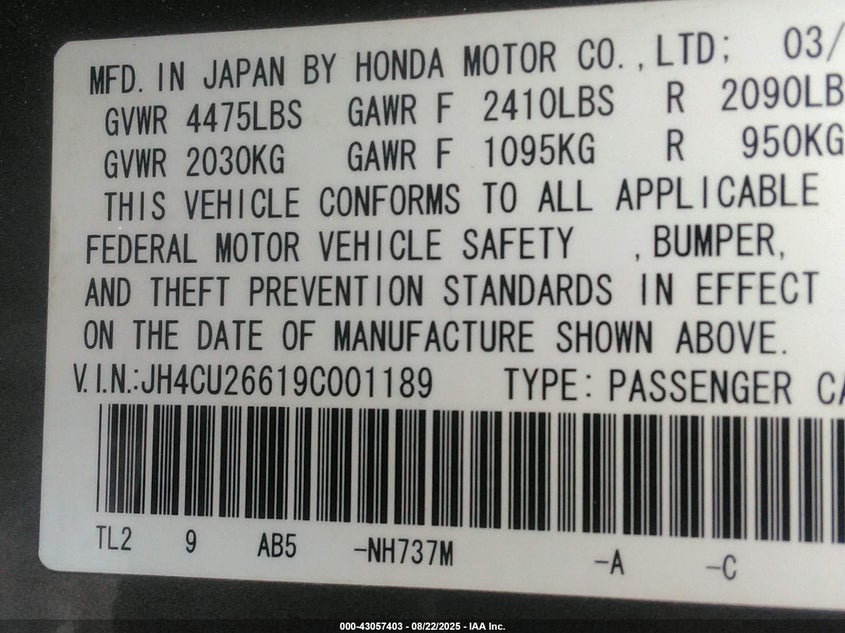 MFD. IN JAPAN BY HONDA MOTOR CO., LTD; 03/
GVWR 4475LBS GAWR F 2410LBS R 2090LB
GVWR 2030KG GAWR F 1095KG R 950KG
THIS VEHICLE CONFORMS TO ALL APPLICABLE
FEDERAL MOTOR VEHICLE SAFETY , BUMPER,
AND THEFT PREVENTION STANDARDS IN EFFECT
ON THE DATE OF MANUFACTURE SHOWN ABOVE.
V.I.N.: JH4CU26619C001189 TYPE: PASSENGER CA
TL2 9 AB5 -NH737M -A -C
000-43057403 - 08/22/2025 - IAA Inc.